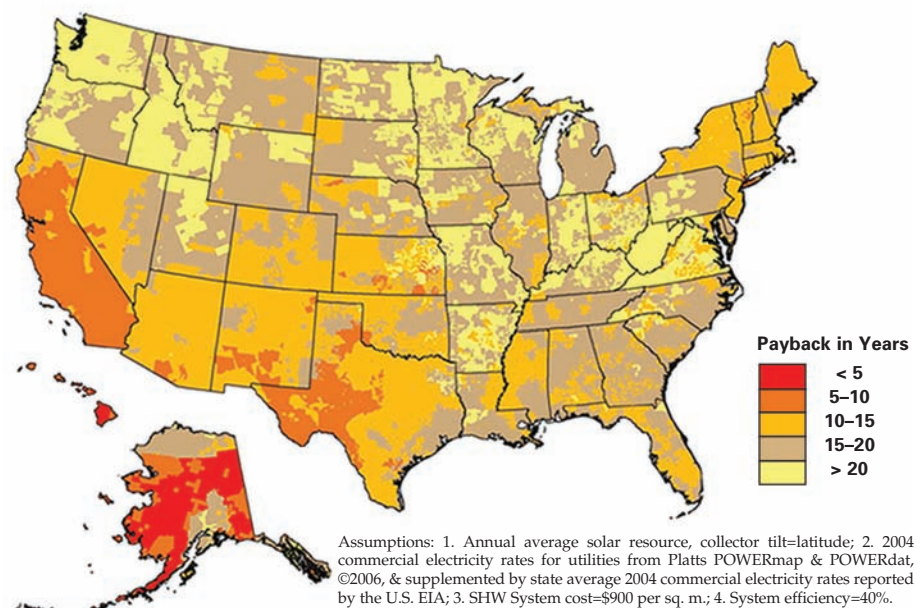 Payback in Years
< 5
5–10
10–15
15–20
> 20
Assumptions: 1. Annual average solar resource, collector tilt=latitude; 2. 2004
commercial electricity rates for utilities from Platts POWERmap & POWERdat,
©2006, & supplemented by state average 2004 commercial electricity rates reported
by the U.S. EIA; 3. SHW System cost=$900 per sq. m.; 4. System efficiency=40%.